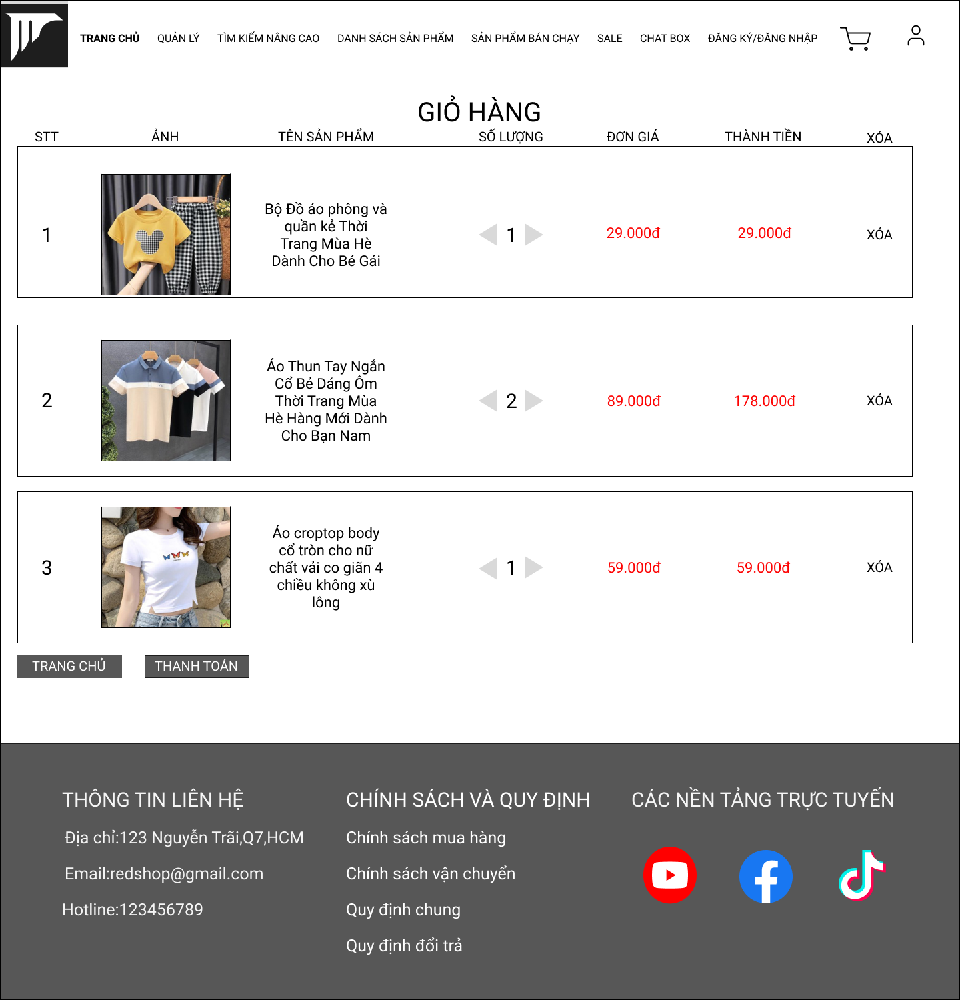 TRANG CHỦ QUẢN LÝ TÌM KIẾM NÂNG CAO DANH SÁCH SẢN PHẨM SẢN PHẨM BÁN CHẠY SALE CHAT BOX ĐĂNG KÝ/ĐĂNG NHẬP
GIỎ HÀNG
STT ẢNH TÊN SẢN PHẨM SỐ LƯỢNG ĐƠN GIÁ THÀNH TIỀN XÓA
Bộ Đồ áo phông và
quần kẻ Thời
Trang Mùa Hè
Dành Cho Bé Gái
1 1 29.000đ 29.000đ XÓA
Áo Thun Tay Ngắn
Cổ Bẻ Dáng Ôm
Thời Trang Mùa
Hè Hàng Mới Dành
Cho Bạn Nam
2 2 89.000đ 178.000đ XÓA
Áo croptop body
cổ tròn cho nữ
chất vải co giãn 4
chiều không xù
lông
3 1 59.000đ 59.000đ XÓA
TRANG CHỦ THANH TOÁN
THÔNG TIN LIÊN HỆ
Địa chỉ:123 Nguyễn Trãi,Q7,HCM
Email:redshop@gmail.com
Hotline:123456789
CHÍNH SÁCH VÀ QUY ĐỊNH
Chính sách mua hàng
Chính sách vận chuyển
Quy định chung
Quy định đổi trả
CÁC NỀN TẢNG TRỰC TUYẾN